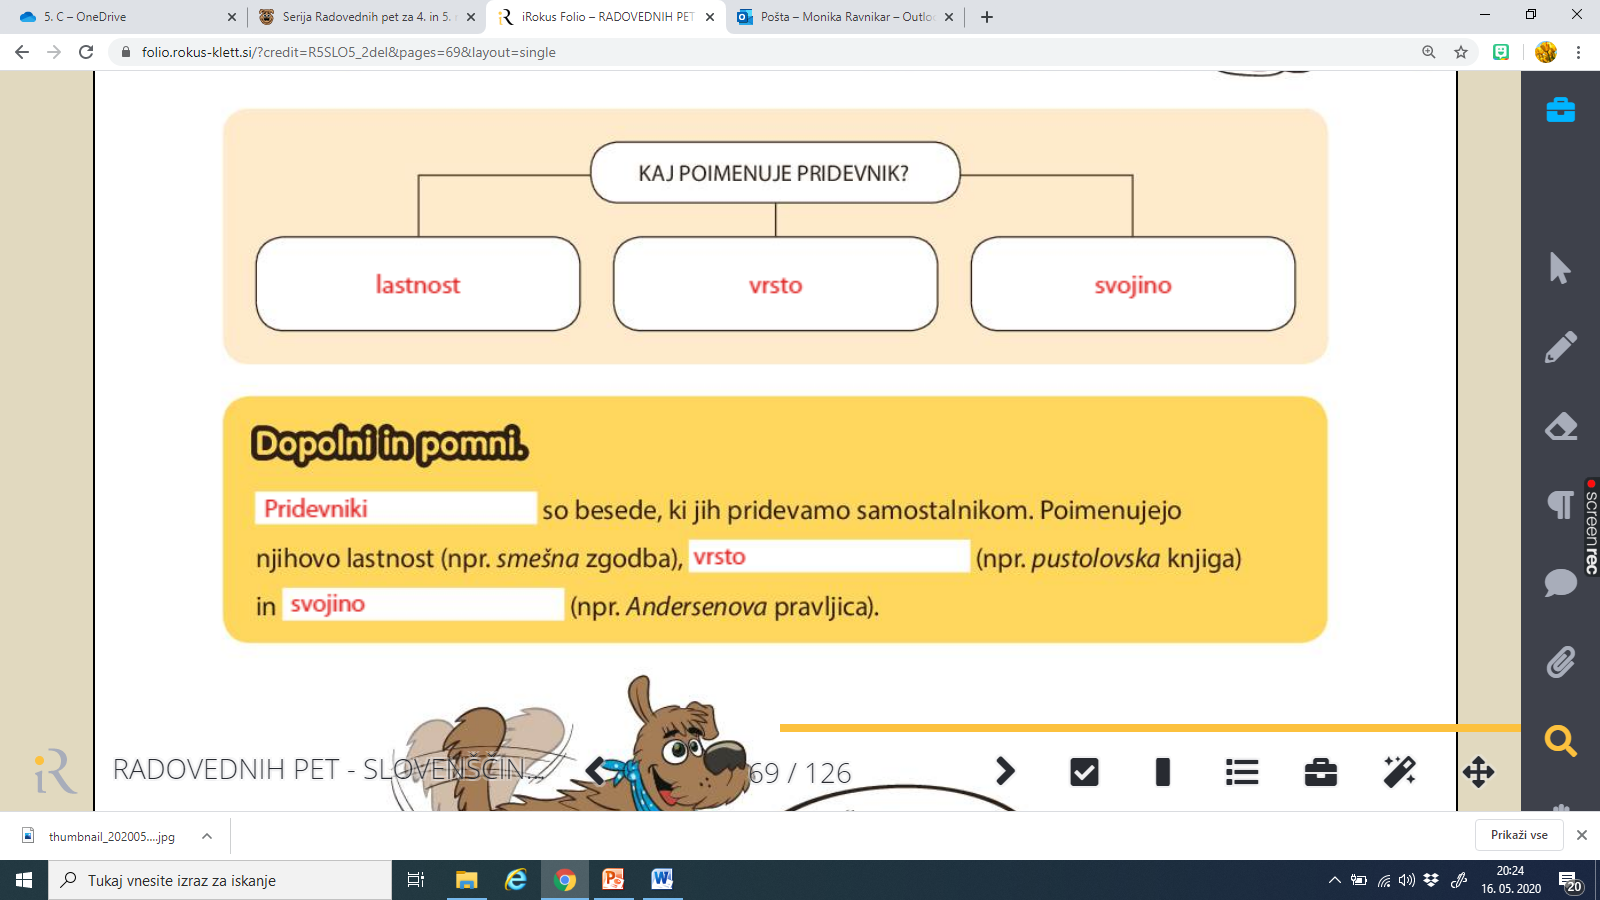 5. C – OneDrive
Serija Radovednih pet za 4. in 5. r
iRokus Folio – RADOVEDNIH PET
Pošta – Monika Ravnikar – Outlo
folio.rokus-klett.si/?credit=R5SLO5_2del&pages=69&layout=single
KAJ POIMENUJE PRIDEVNIK?
lastnost
vrsto
svojino
Dopolni in pomni.
Pridevniki so besede, ki jih pridevamo samostalnikom. Poimenujejo
njihovo lastnost (npr. smešna zgodba), vrsto (npr. pustolovska knjiga)
in svojino (npr. Andersenova pravljica).
screenrec
iR
RADOVEDNIH PET - SLOVENŠČIN...
69 / 126
thumbnail_202005....jpg
Prikaži vse
Tukaj vnesite izraz za iskanje
20:24
16. 05. 2020
20